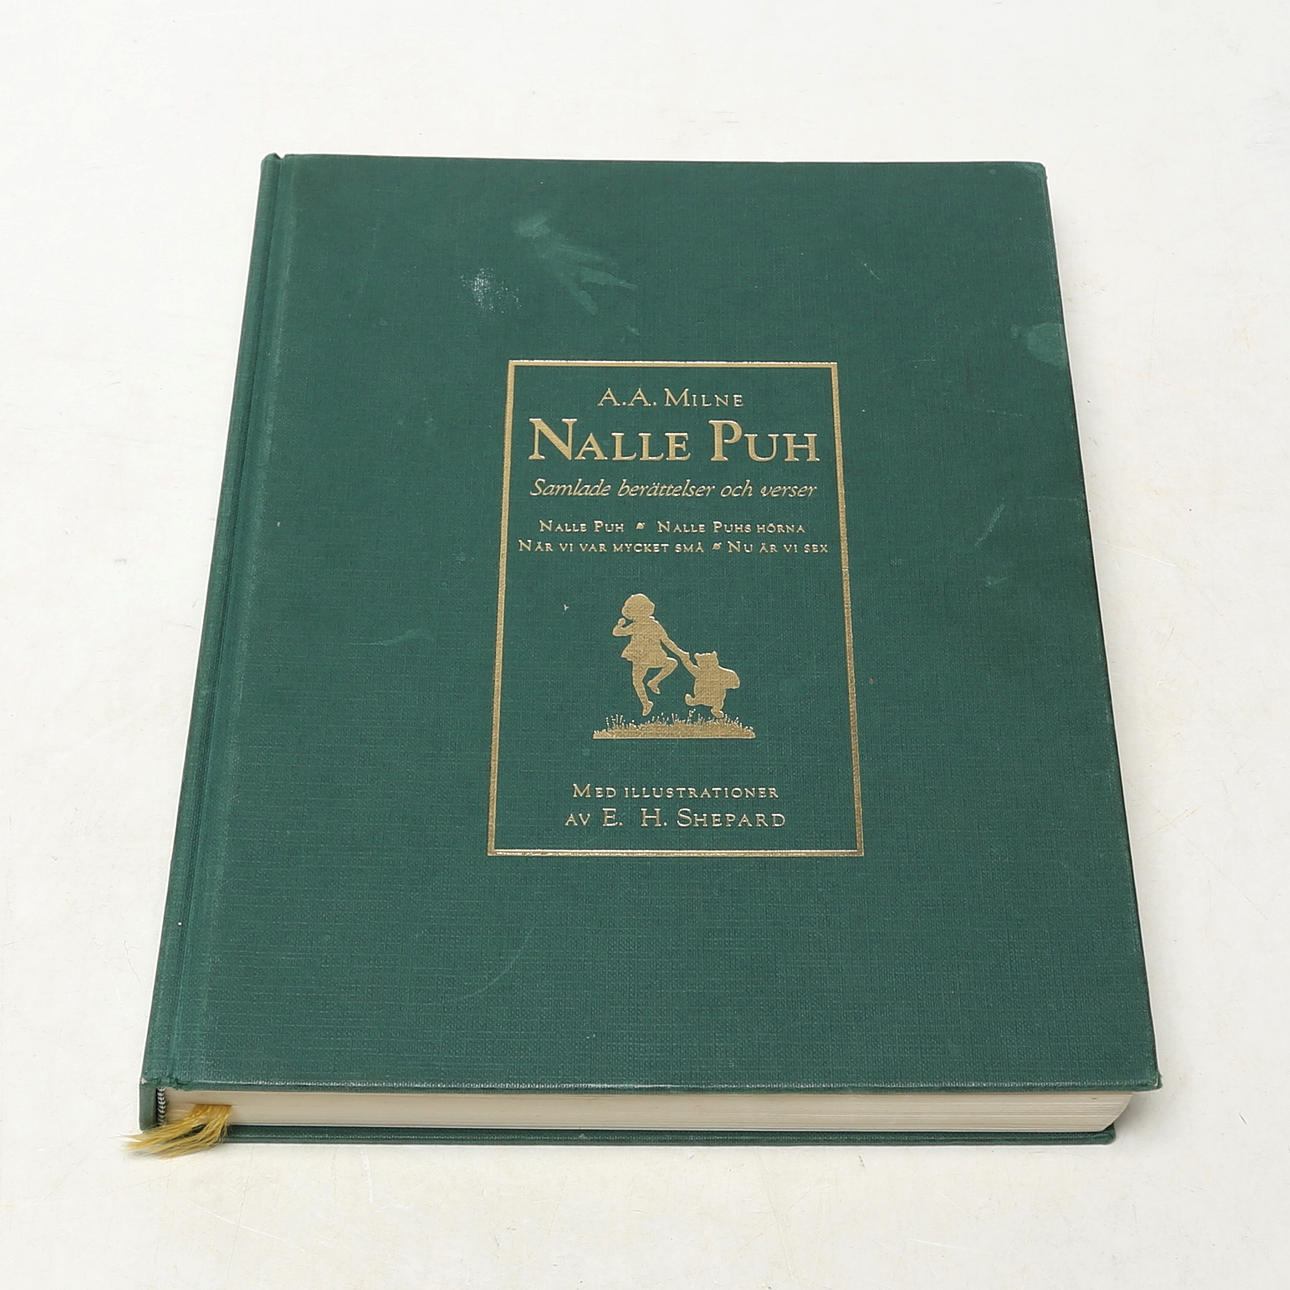 A.A. MILNE
NALLE PUH
Samlade berättelser och verser
NALLE PUH NALLE PUHS HÖRNA
NÄR VI VAR MYCKET SMÅ NU ÄR VI SEX
MED ILLUSTRATIONER
AV E. H. SHEPARD